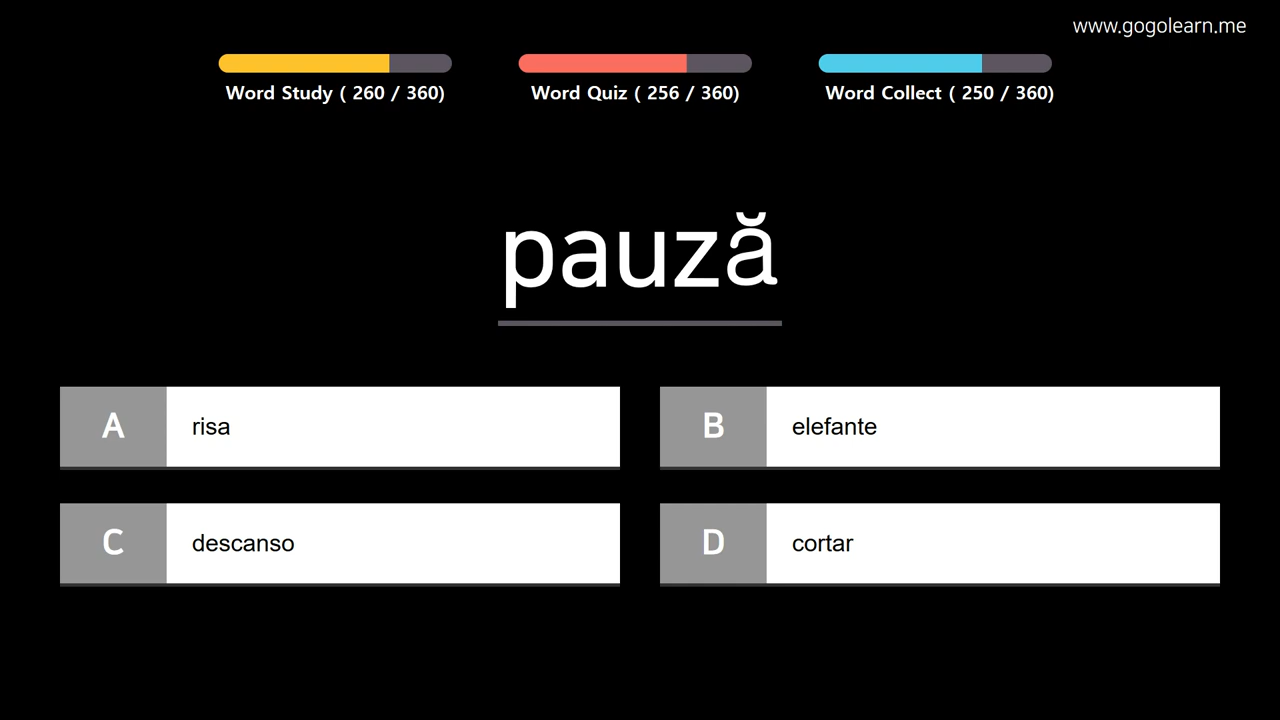 www.gogolearn.me
Word Study ( 260 / 360)
Word Quiz ( 256 / 360)
Word Collect ( 250 / 360)
pauză
A risa
B elefante
C descanso
D cortar